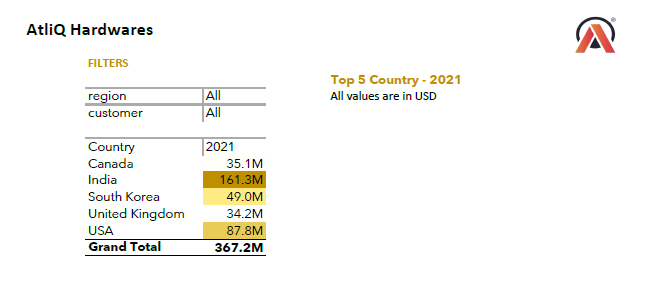 AtliQ Hardwares
FILTERS
Top 5 Country - 2021
All values are in USD
region All
customer All
Country 2021
Canada 35.1M
India 161.3M
South Korea 49.0M
United Kingdom 34.2M
USA 87.8M
Grand Total 367.2M